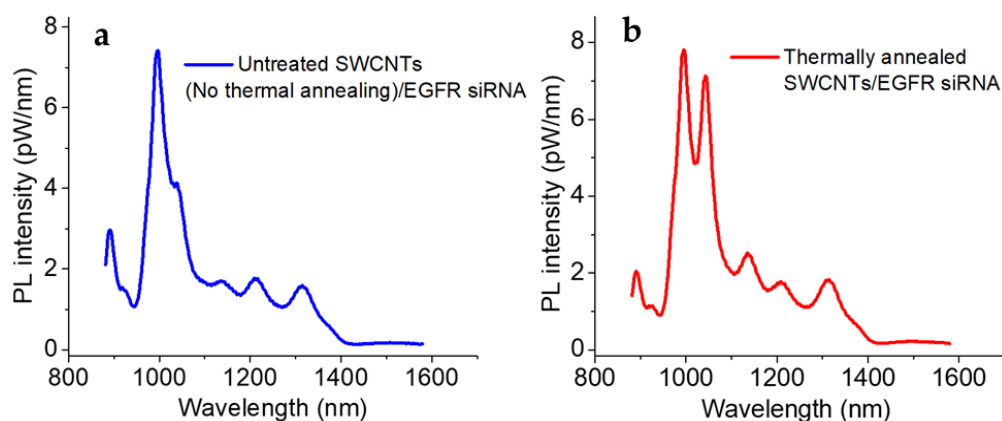 a
Untreated SWCNTs
(No thermal annealing)/EGFR siRNA
PL intensity (pW/nm)
8
6
4
2
0
800 1000 1200 1400 1600
Wavelength (nm)
b
Thermally annealed
SWCNTs/EGFR siRNA
PL intensity (pW/nm)
8
6
4
2
0
800 1000 1200 1400 1600
Wavelength (nm)